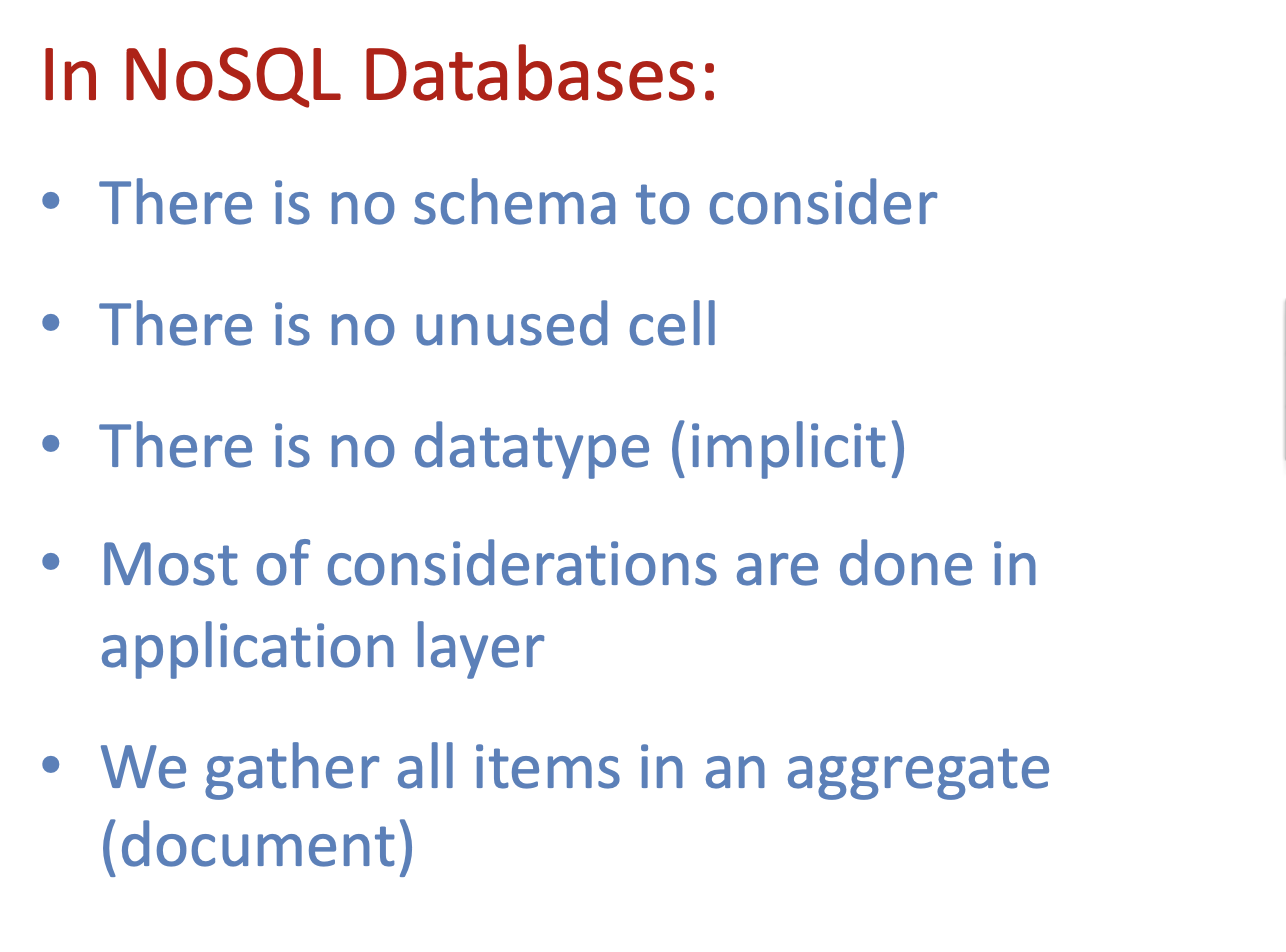 In NoSQL Databases:
• There is no schema to consider
• There is no unused cell
• There is no datatype (implicit)
• Most of considerations are done in
application layer
• We gather all items in an aggregate
(document)